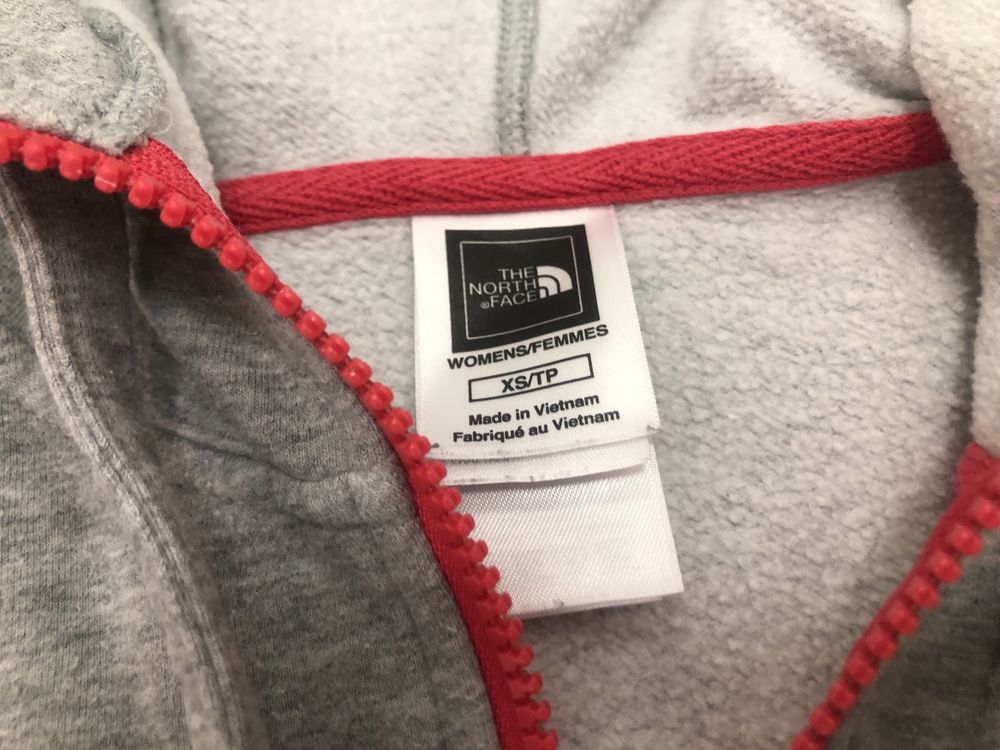 THE
NORTH
®FACE
WOMENS/FEMMES
XS/TP
Made in Vietnam
Fabriqué au Vietnam